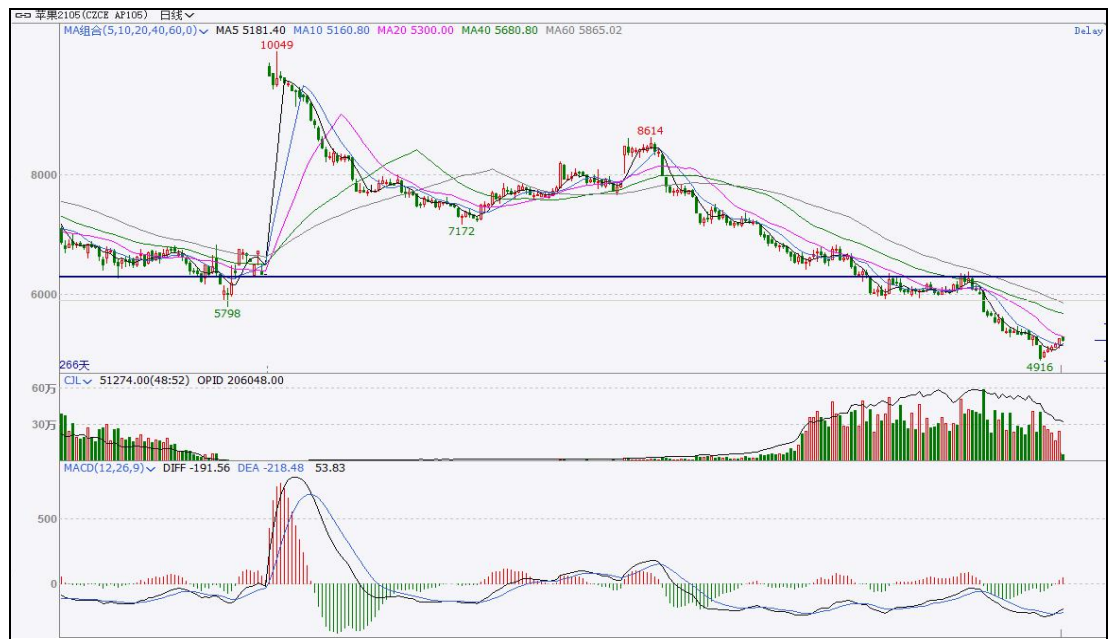 苹果2105(CZCE AP105) 日线
MA组合(5,10,20,40,60,0) MA5 5181.40 MA10 5160.80 MA20 5300.00 MA40 5680.80 MA60 5865.02 Delay
10049
8614
8000
7172
6000
5798
266天
4916
CJL 51274.00(48:52) OPID 206048.00
60万
30万
MACD(12,26,9) DIFF -191.56 DEA -218.48 53.83
500
0